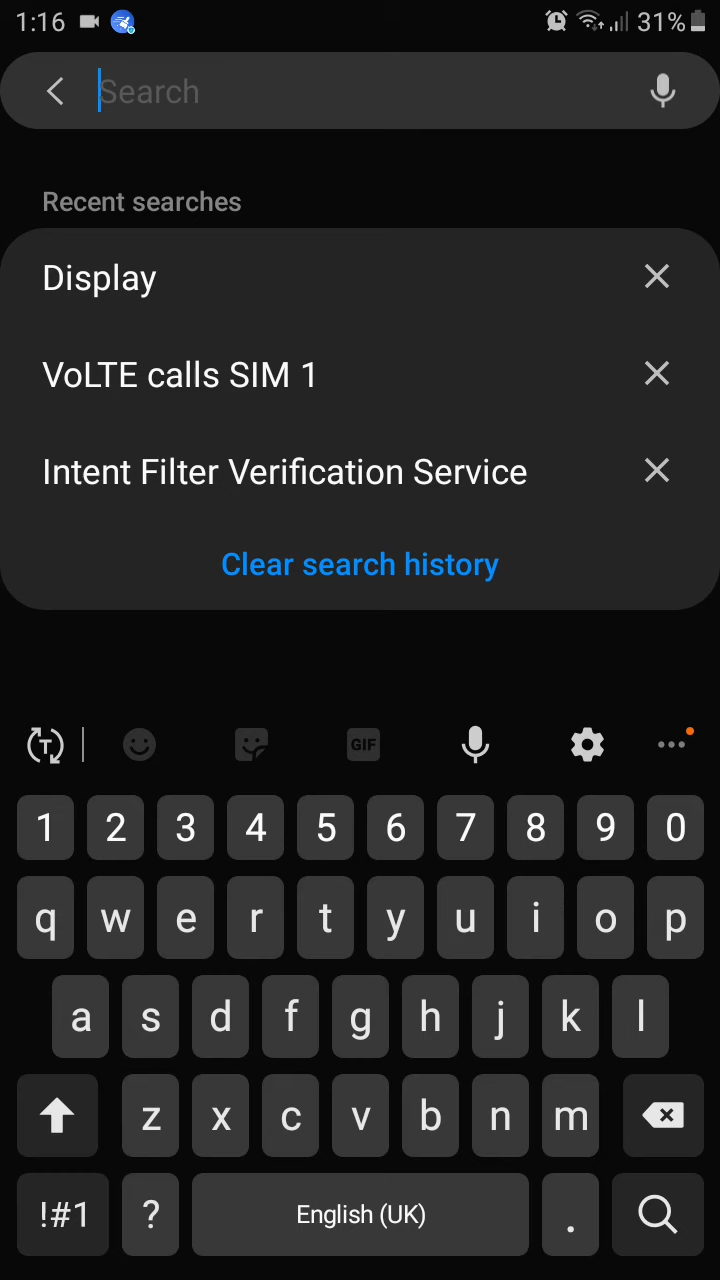 1:16 31%
Search
Recent searches
Display
VoLTE calls SIM 1
Intent Filter Verification Service
Clear search history
T GIF
1 2 3 4 5 6 7 8 9 0
q w e r t y u i o p
a s d f g h j k l
z x c v b n m
!#1 ? English (UK) .